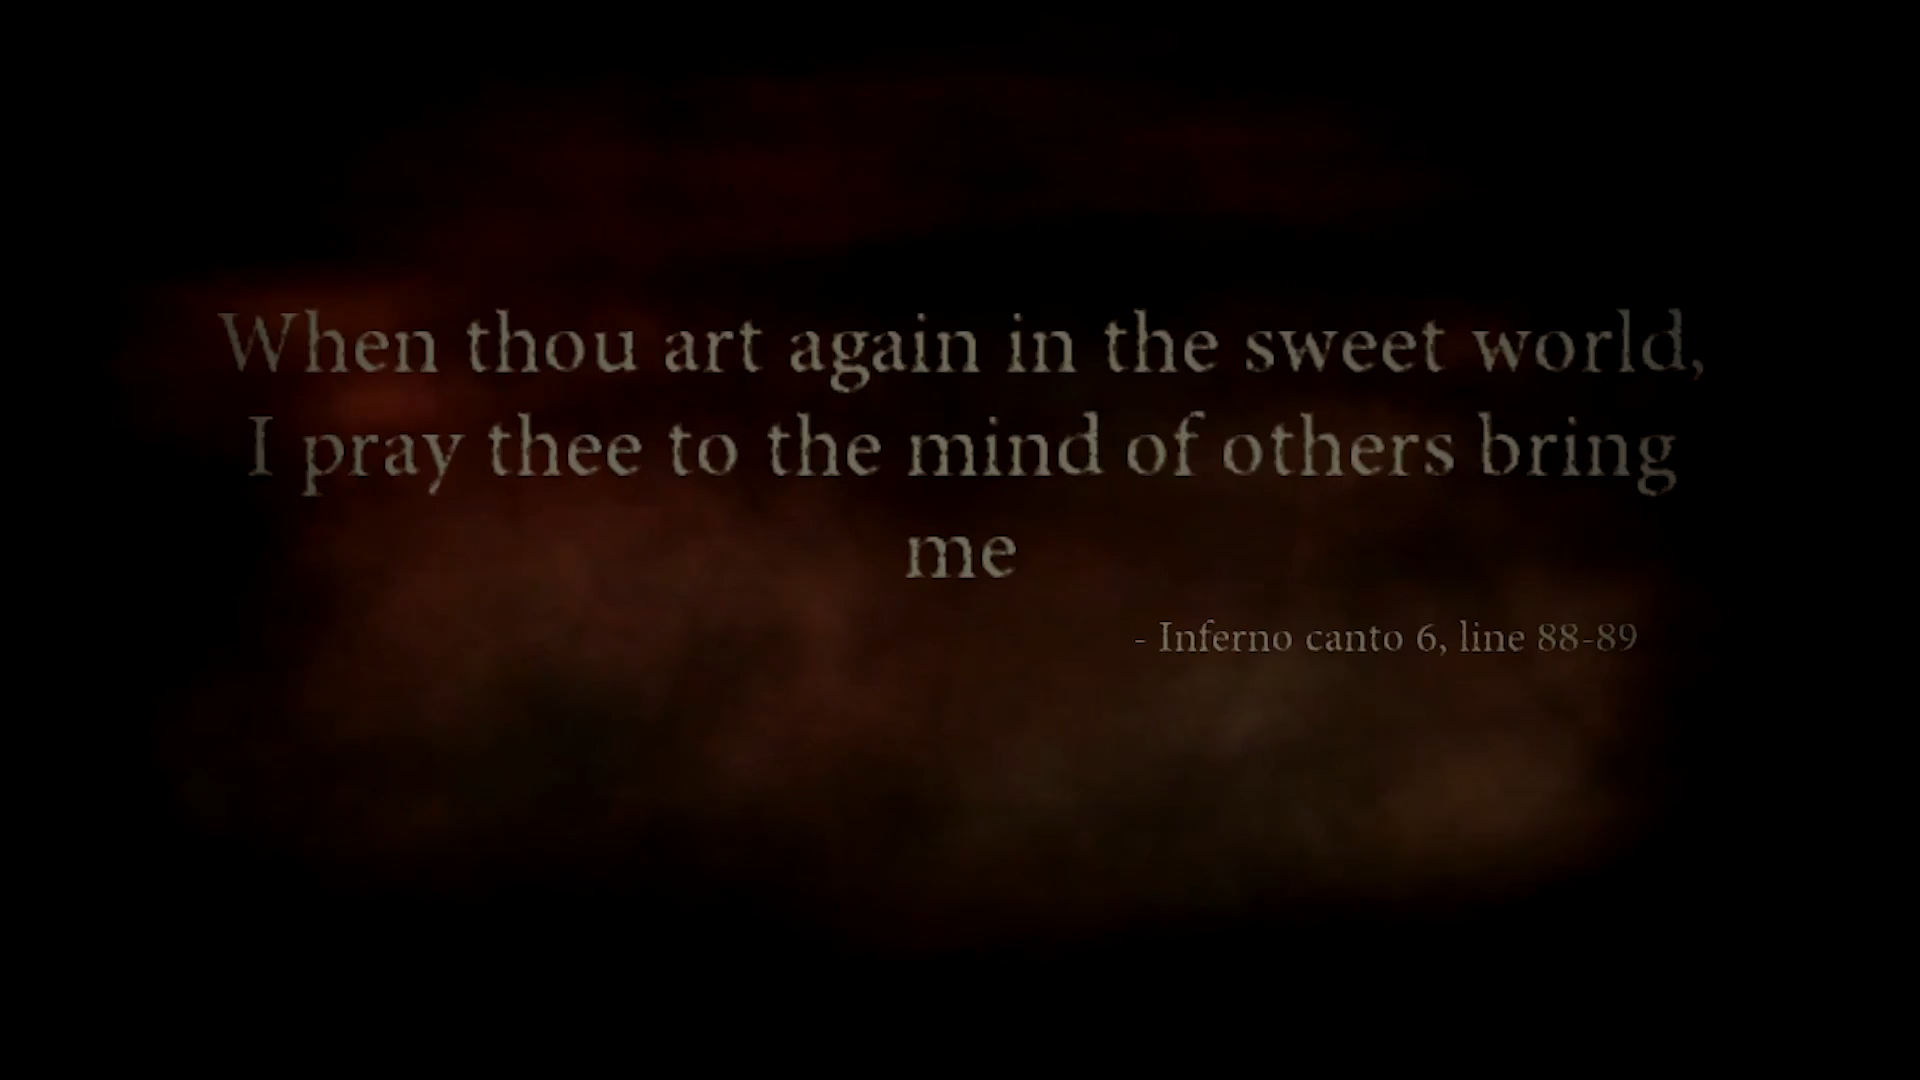 When thou art again in the sweet world,
I pray thee to the mind of others bring
me
- Inferno canto 6, line 88-89